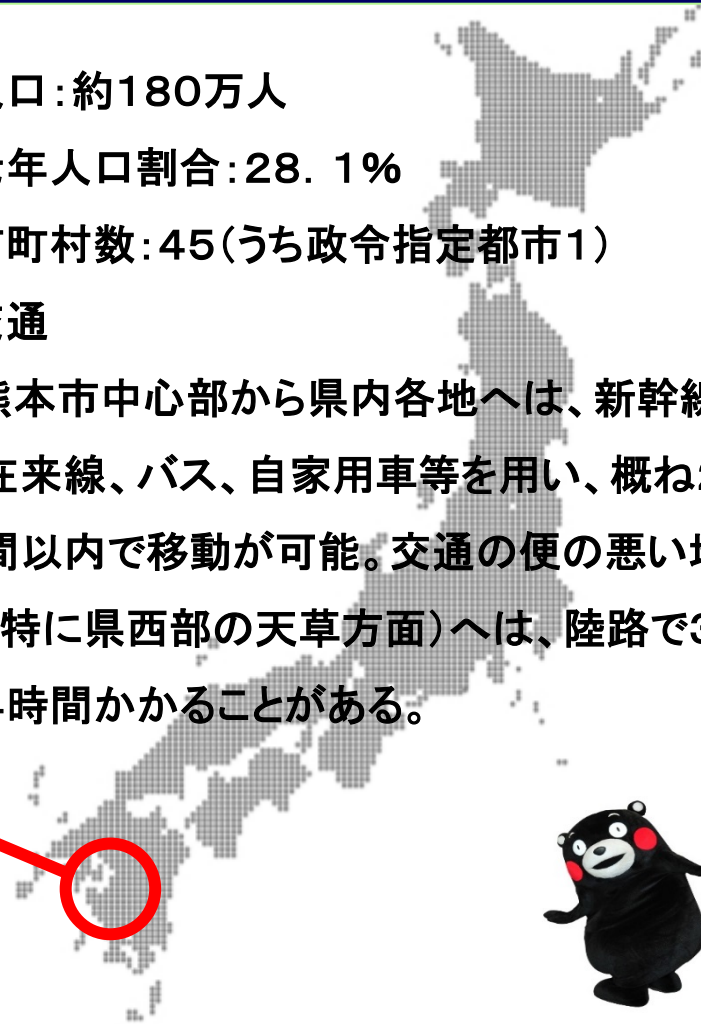 口：約180万人
年人口割合：28．1％
町村数：45（うち政令指定都市1）
通
熊本市中心部から県内各地へは、新幹線
在来線、バス、自家用車等を用い、概ね
間以内で移動が可能。交通の便の悪い
特に県西部の天草方面）へは、陸路で3
時間かかることがある。